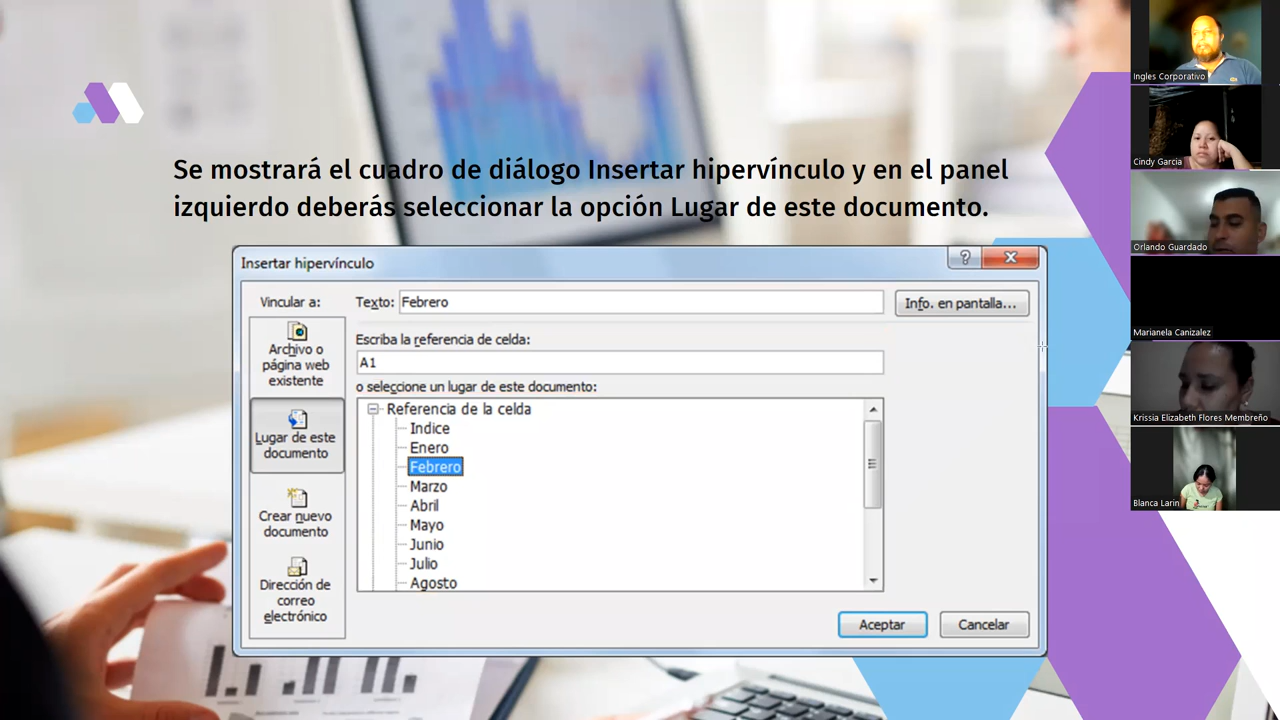 Se mostrará el cuadro de diálogo Insertar hipervínculo y en el panel
izquierdo deberás seleccionar la opción Lugar de este documento.
Insertar hipervínculo
Vincular a:
Texto: Febrero
Info. en pantalla...
Archivo o
página web
existente
Lugar de este
documento
Crear nuevo
documento
Dirección de
correo
electrónico
Escriba la referencia de celda:
A1
o seleccione un lugar de este documento:
Referencia de la celda
Indice
Enero
Febrero
Marzo
Abril
Mayo
Junio
Julio
Agosto
Aceptar
Cancelar
Ingles Corporativo
Cindy Garcia
Orlando Guardado
Marianela Canizalez
Krissia Elizabeth Flores Membreño
Blanca Larin